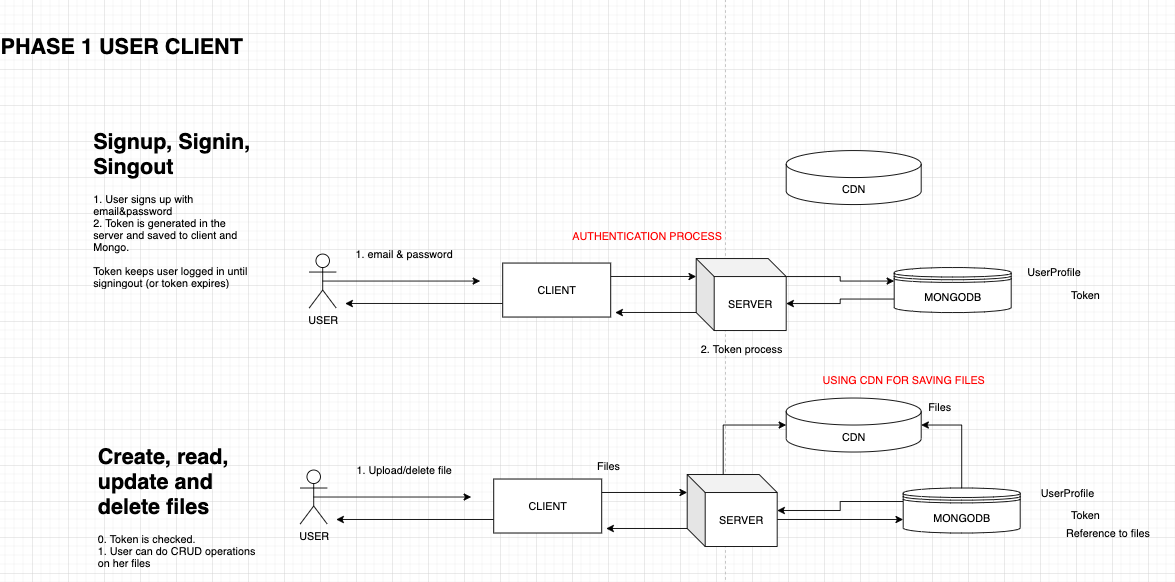 PHASE 1 USER CLIENT
Signup, Signin,
Singout
1. User signs up with
email&password
2. Token is generated in the
server and saved to client and
Mongo.
Token keeps user logged in until
signingout (or token expires)
CDN
AUTHENTICATION PROCESS
1. email & password
USER
CLIENT
SERVER
MONGODB
UserProfile
Token
2. Token process
USING CDN FOR SAVING FILES
Files
CDN
Create, read,
update and
delete files
0. Token is checked.
1. User can do CRUD operations
on her files
1. Upload/delete file
Files
USER
CLIENT
SERVER
MONGODB
UserProfile
Token
Reference to files